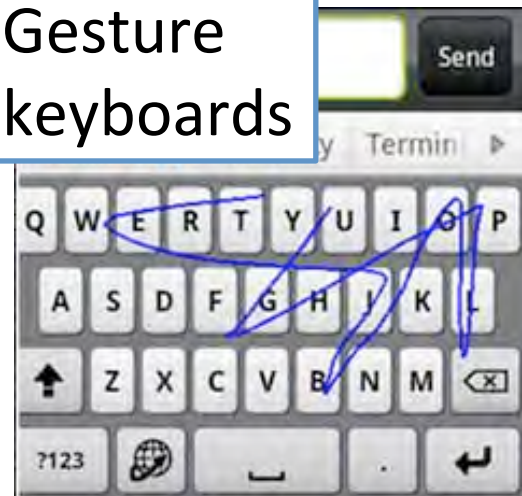 Gesture
keyboards
Send
y Termin
Q W E R T Y U I O P
A S D F G H J K L
Z X C V B N M
?123 .